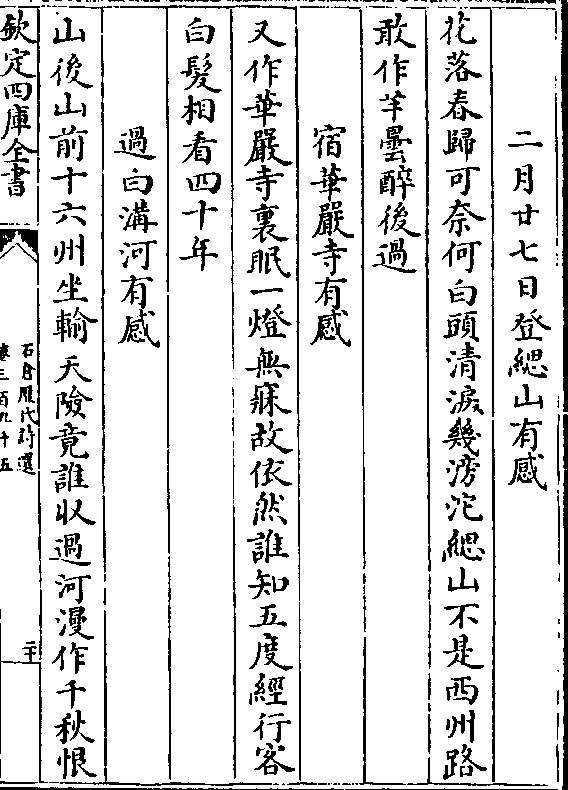 二月廿七日登緦山有感
花落春歸可奈何白頭清淚幾滂沱緦山不是西州路
敢作羊曇醉後過
宿華嚴寺有感
又作華嚴寺裏眠一燈無寐故依然誰知五度經行客
白髮相看四十年
過白溝河有感
山後山前十六州坐輸天險竟誰収過河漫作千秋恨
欽定四庫全書
石倉歷代詩選
卷三百九十五
二十